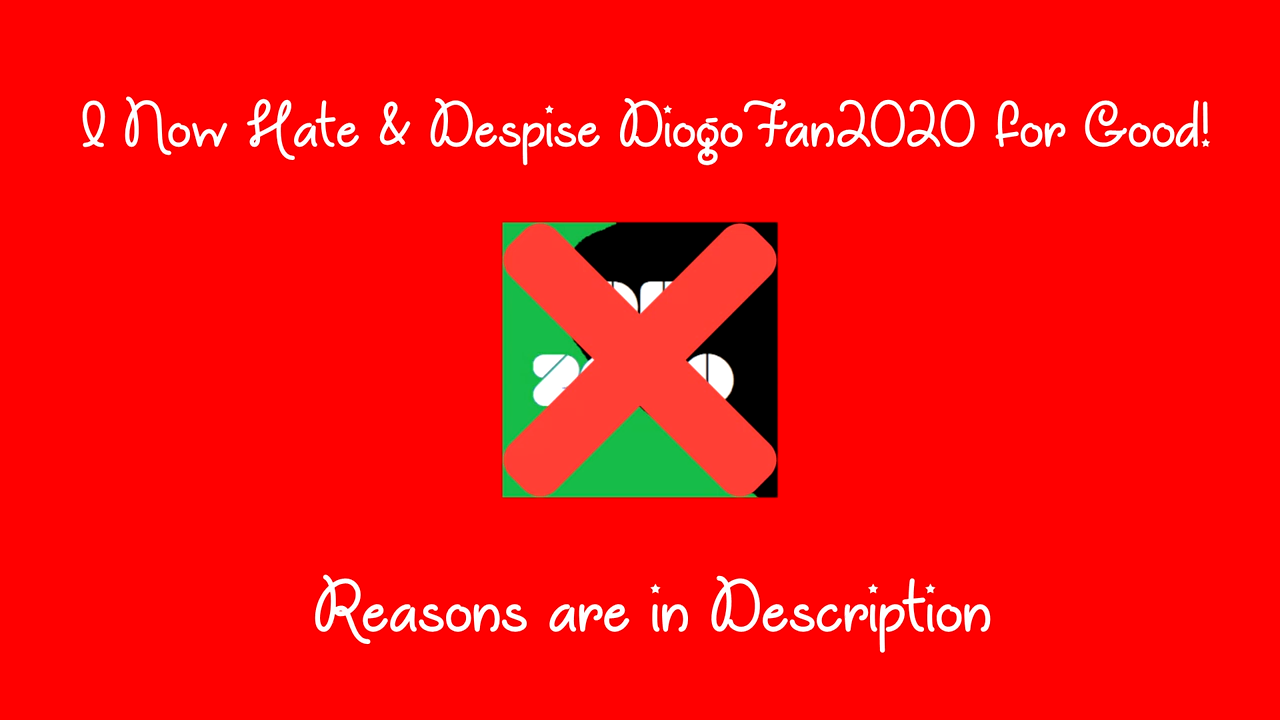 I Now Hate & Despise DiogoFan2020 for Good!
Reasons are in Description